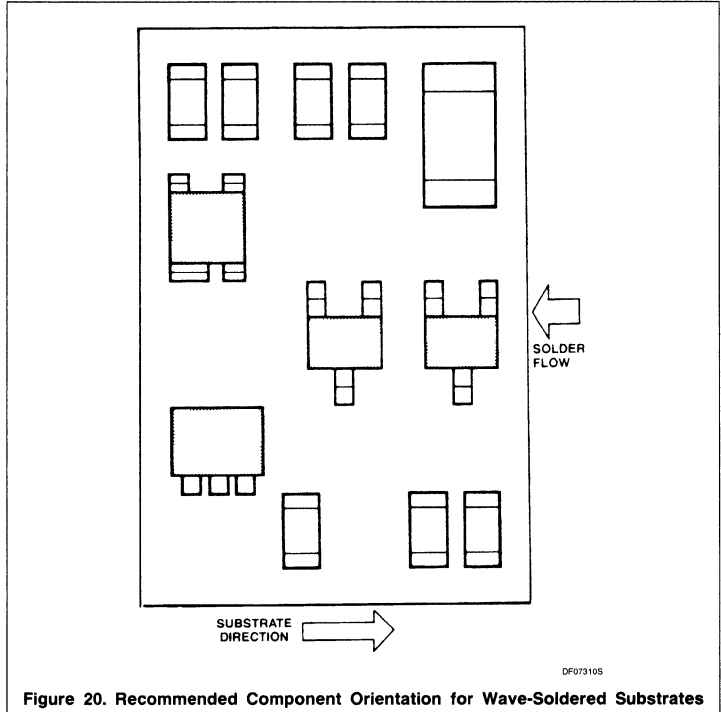 SOLDER
FLOW
SUBSTRATE
DIRECTION
DF07310S
Figure 20. Recommended Component Orientation for Wave-Soldered Substrates